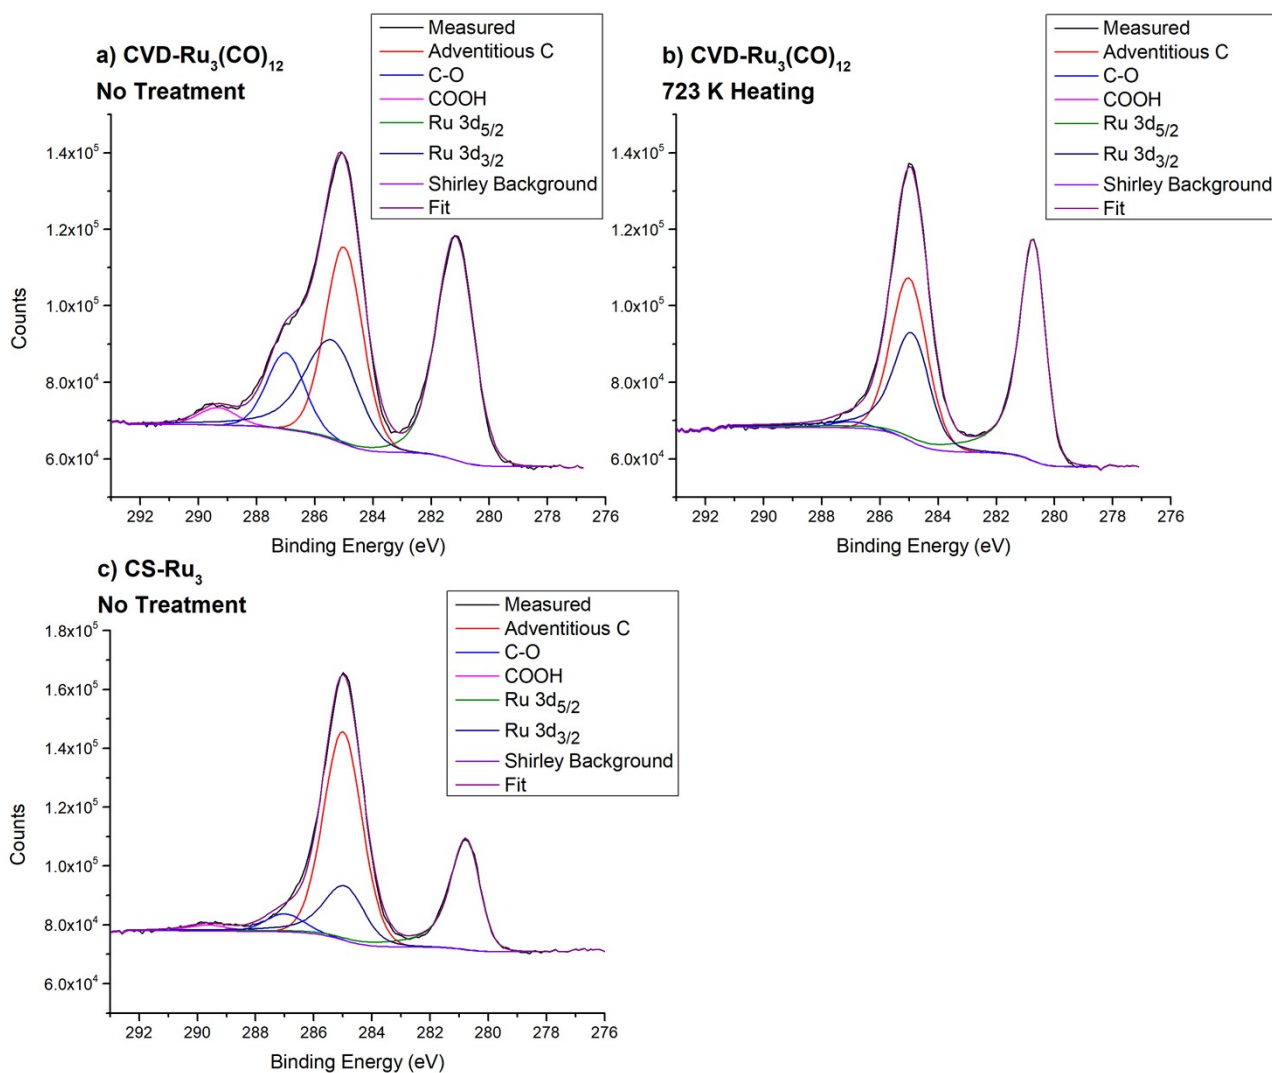 a) CVD-Ru3(CO)12
No Treatment
Measured
Adventitious C
C-O
COOH
Ru 3d5/2
Ru 3d3/2
Shirley Background
Fit
1.4x10^5
1.2x10^5
1.0x10^5
8.0x10^4
6.0x10^4
Counts
292 290 288 286 284 282 280 278 276
Binding Energy (eV)
b) CVD-Ru3(CO)12
723 K Heating
Measured
Adventitious C
C-O
COOH
Ru 3d5/2
Ru 3d3/2
Shirley Background
Fit
1.4x10^5
1.2x10^5
1.0x10^5
8.0x10^4
6.0x10^4
292 290 288 286 284 282 280 278 276
Binding Energy (eV)
c) CS-Ru3
No Treatment
Measured
Adventitious C
C-O
COOH
Ru 3d5/2
Ru 3d3/2
Shirley Background
Fit
1.8x10^5
1.6x10^5
1.4x10^5
1.2x10^5
1.0x10^5
8.0x10^4
6.0x10^4
Counts
292 290 288 286 284 282 280 278 276
Binding Energy (eV)